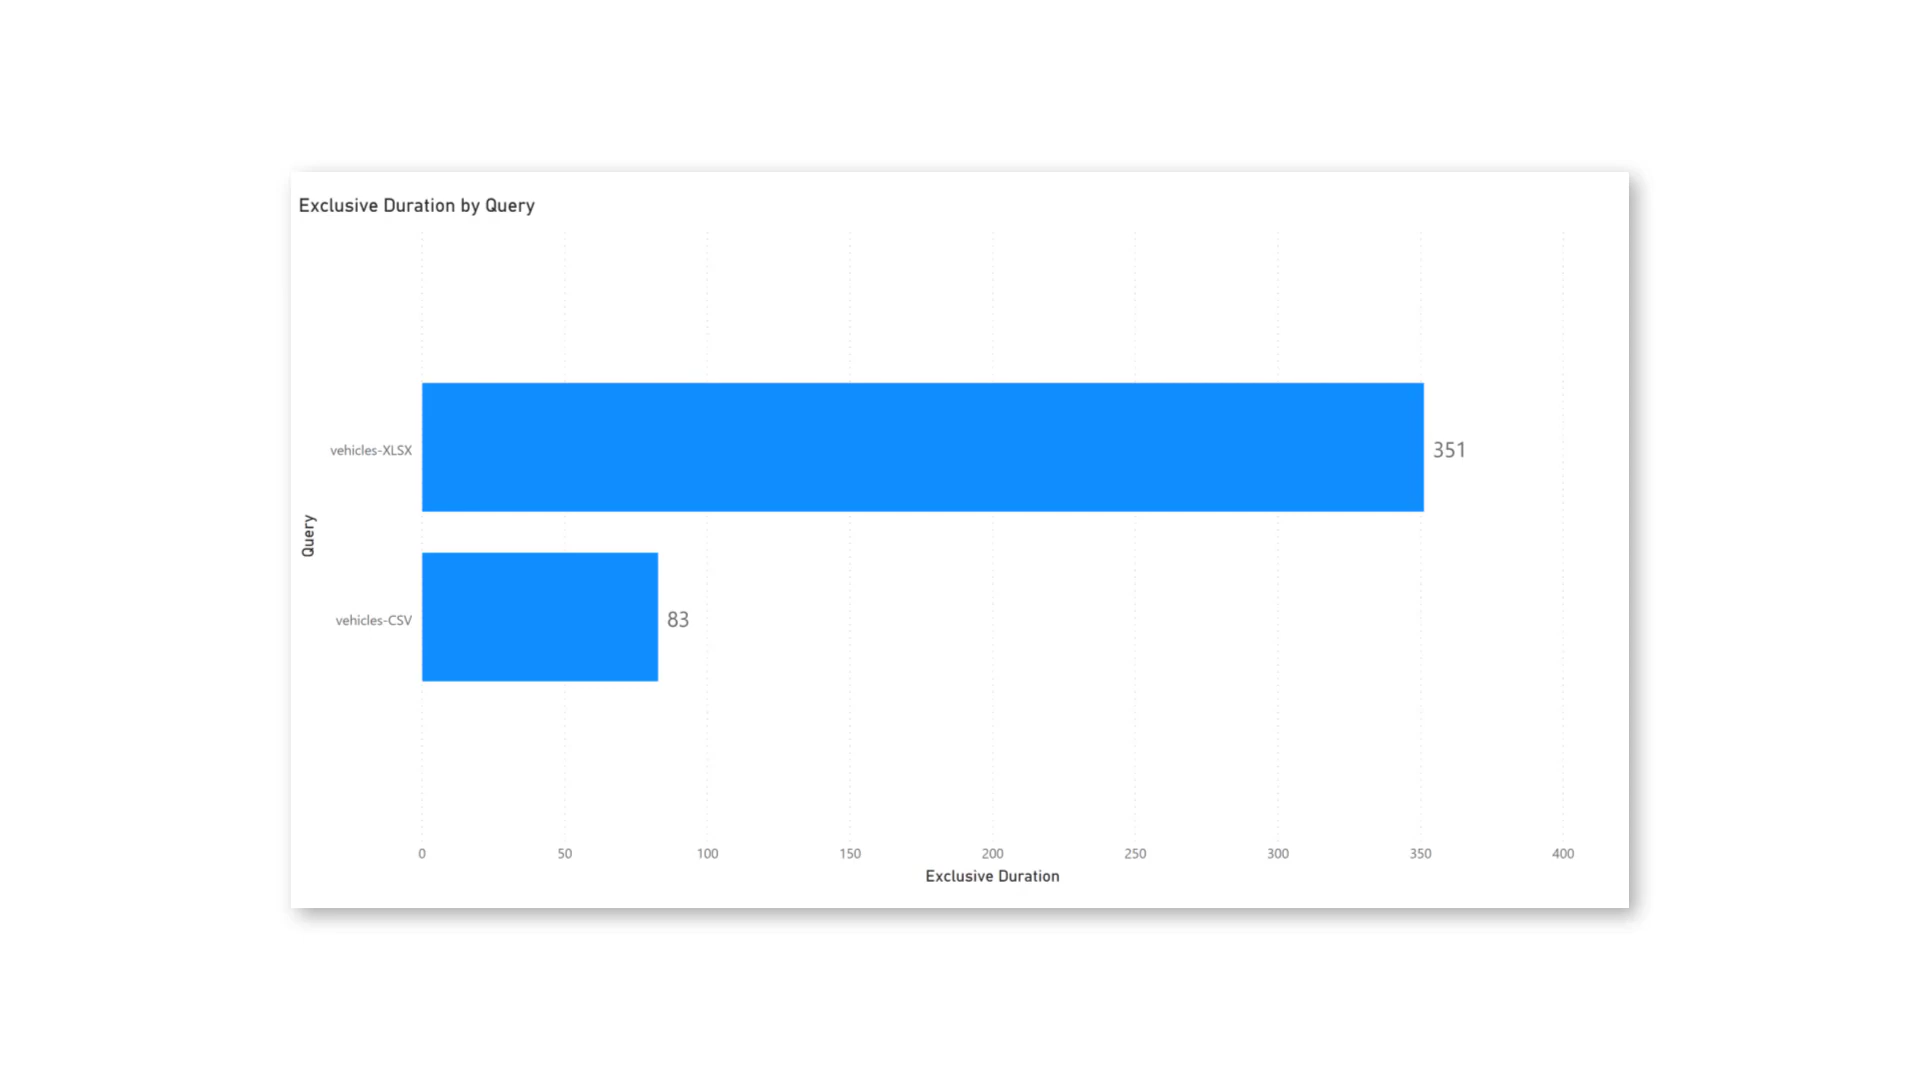 Exclusive Duration by Query
vehicles-XLSX
351
Query
vehicles-CSV
83
0 50 100 150 200 250 300 350 400
Exclusive Duration